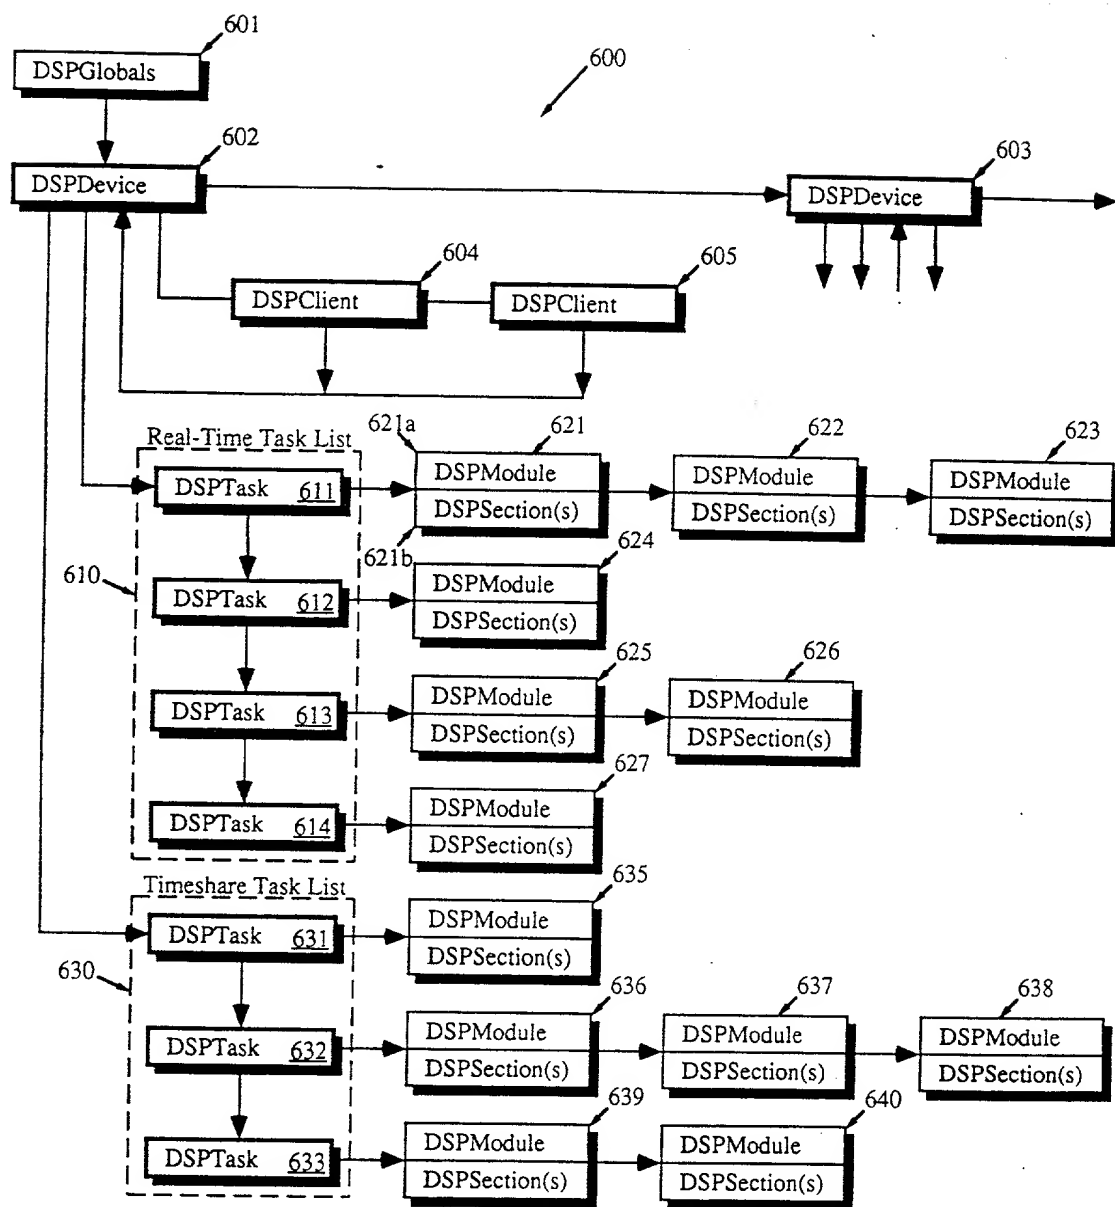 601
DSPGlobals
600
602
DSPDevice
603
DSPDevice
604
DSPClient
605
DSPClient
Real-Time Task List
610
DSPTask 611
621a
621
DSPModule
DSPSection(s)
621b
622
DSPModule
DSPSection(s)
623
DSPModule
DSPSection(s)
DSPTask 612
624
DSPModule
DSPSection(s)
DSPTask 613
625
DSPModule
DSPSection(s)
626
DSPModule
DSPSection(s)
DSPTask 614
627
DSPModule
DSPSection(s)
Timeshare Task List
630
DSPTask 631
635
DSPModule
DSPSection(s)
DSPTask 632
636
DSPModule
DSPSection(s)
637
DSPModule
DSPSection(s)
638
DSPModule
DSPSection(s)
DSPTask 633
639
DSPModule
DSPSection(s)
640
DSPModule
DSPSection(s)